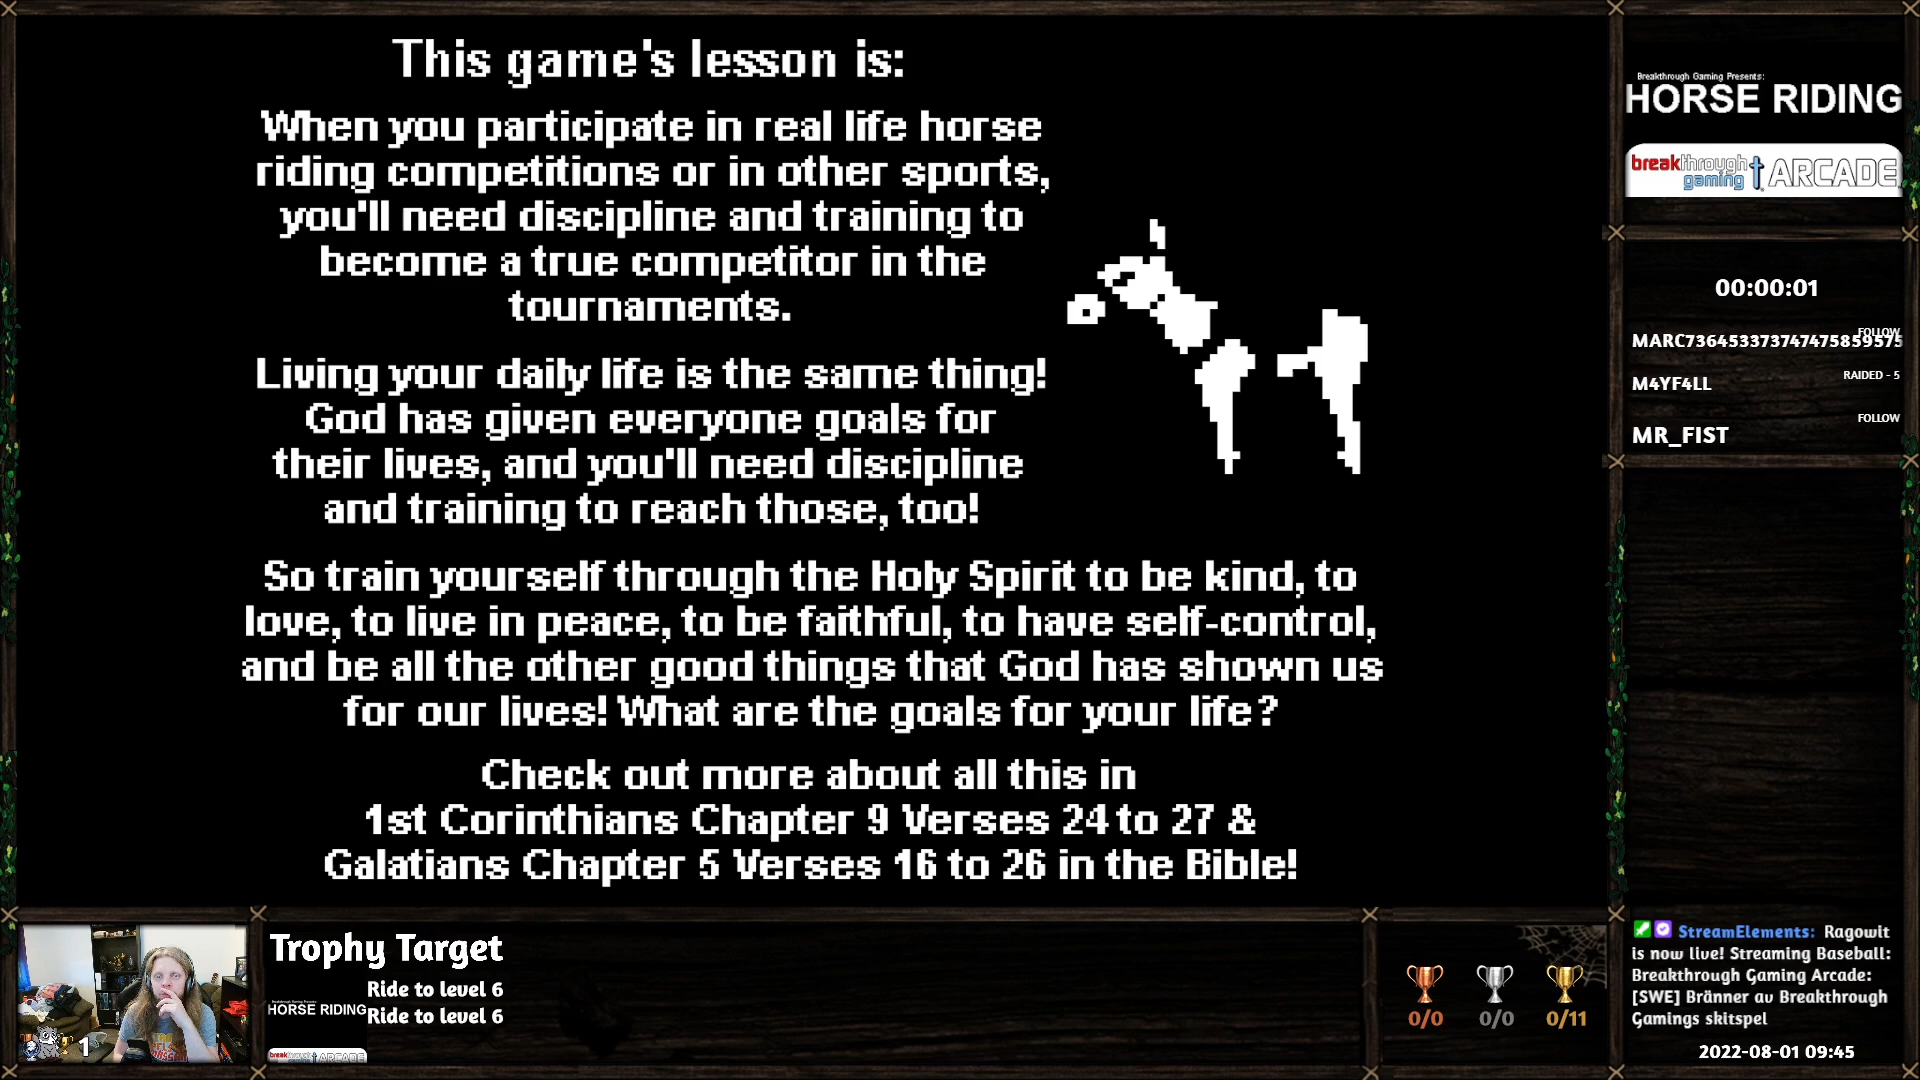 This game's lesson is:
When you participate in real life horse
riding competitions or in other sports,
you'll need discipline and training to
become a true competitor in the
tournaments.
Living your daily life is the same thing!
God has given everyone goals for
their lives, and you'll need discipline
and training to reach those, too!
So train yourself through the Holy Spirit to be kind, to
love, to live in peace, to be faithful, to have self-control,
and be all the other good things that God has shown us
for our lives! What are the goals for your life?
Check out more about all this in
1st Corinthians Chapter 9 Verses 24 to 27 &
Galatians Chapter 5 Verses 16 to 26 in the Bible!
Breakthrough Gaming Presents:
HORSE RIDING
breakthrough gaming ARCADE
00:00:01
FOLLOW
MARC7364533737474758595
RAIDED - 5
M4YF4LL
FOLLOW
MR_FIST
Trophy Target
Ride to level 6
HORSE RIDING
Ride to level 6
breakthrough ARCADE
1
0/0
0/0
0/11
StreamElements: Ragowit
is now live! Streaming Baseball:
Breakthrough Gaming Arcade:
[SWE] Bränner av Breakthrough
Gamings skitspel
2022-08-01 09:45